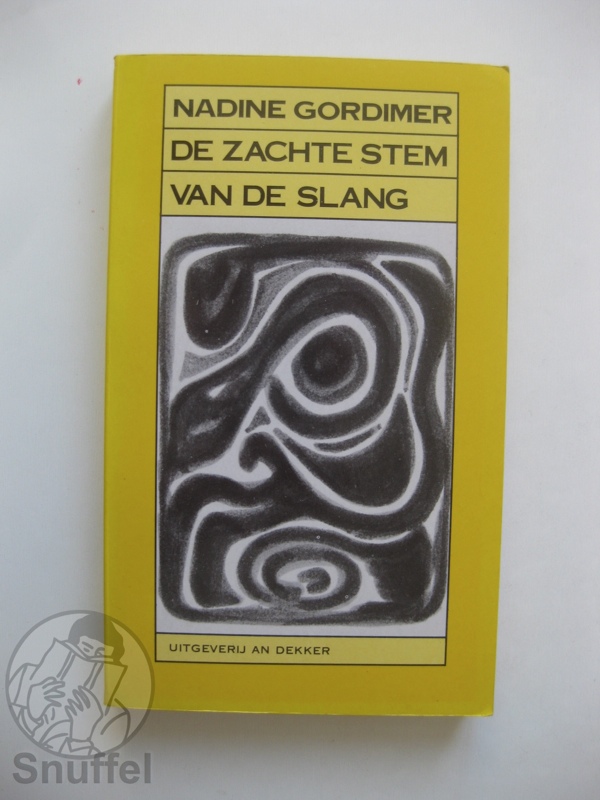 NADINE GORDIMER
DE ZACHTE STEM
VAN DE SLANG
UITGEVERIJ AN DEKKER
Snuffel